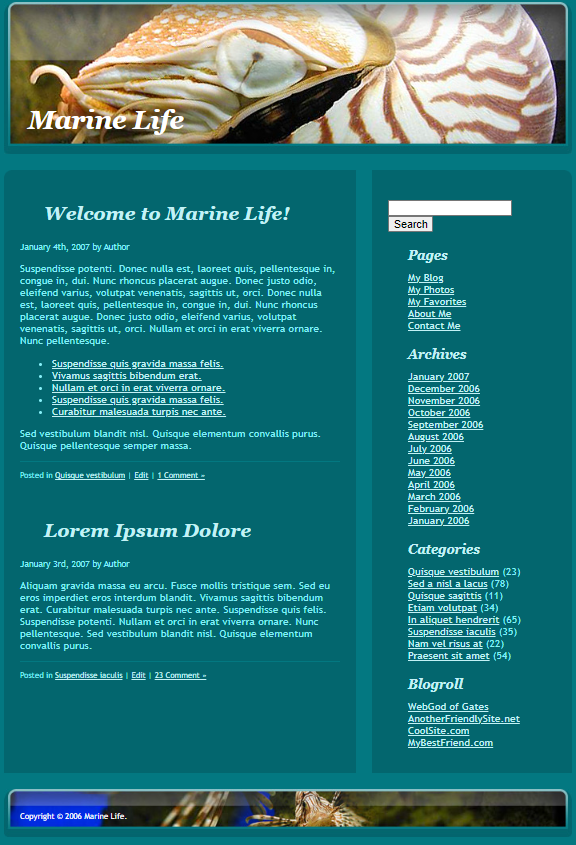 Marine Life
Welcome to Marine Life!
January 4th, 2007 by Author
Suspendisse potenti. Donec nulla est, laoreet quis, pellentesque in,
congue in, dui. Nunc rhoncus placerat augue. Donec justo odio,
eleifend varius, volutpat venenatis, sagittis ut, orci. Donec nulla
est, laoreet quis, pellentesque in, congue in, dui. Nunc rhoncus
placerat augue. Donec justo odio, eleifend varius, volutpat
venenatis, sagittis ut, orci. Nullam et orci in erat viverra ornare.
Nunc pellentesque.
Suspendisse quis gravida massa felis.
Vivamus sagittis bibendum erat.
Nullam et orci in erat viverra ornare.
Suspendisse quis gravida massa felis.
Curabitur malesuada turpis nec ante.
Sed vestibulum blandit nisl. Quisque elementum convallis purus.
Quisque pellentesque semper massa.
Posted in Quisque vestibulum | Edit | 1 Comment »
Lorem Ipsum Dolore
January 3rd, 2007 by Author
Aliquam gravida massa eu arcu. Fusce mollis tristique sem. Sed eu
eros imperdiet eros interdum blandit. Vivamus sagittis bibendum
erat. Curabitur malesuada turpis nec ante. Suspendisse quis felis.
Suspendisse potenti. Nullam et orci in erat viverra ornare. Nunc
pellentesque. Sed vestibulum blandit nisl. Quisque elementum
convallis purus.
Posted in Suspendisse iaculis | Edit | 23 Comment »
Search
Pages
My Blog
My Photos
My Favorites
About Me
Contact Me
Archives
January 2007
December 2006
November 2006
October 2006
September 2006
August 2006
July 2006
June 2006
May 2006
April 2006
March 2006
February 2006
January 2006
Categories
Quisque vestibulum (23)
Sed a nisl a lacus (78)
Quisque sagittis (11)
Etiam volutpat (34)
In aliquet hendrerit (65)
Suspendisse iaculis (35)
Nam vel risus at (22)
Praesent sit amet (54)
Blogroll
WebGod of Gates
AnotherFriendlySite.net
CoolSite.com
MyBestFriend.com
Copyright © 2006 Marine Life.